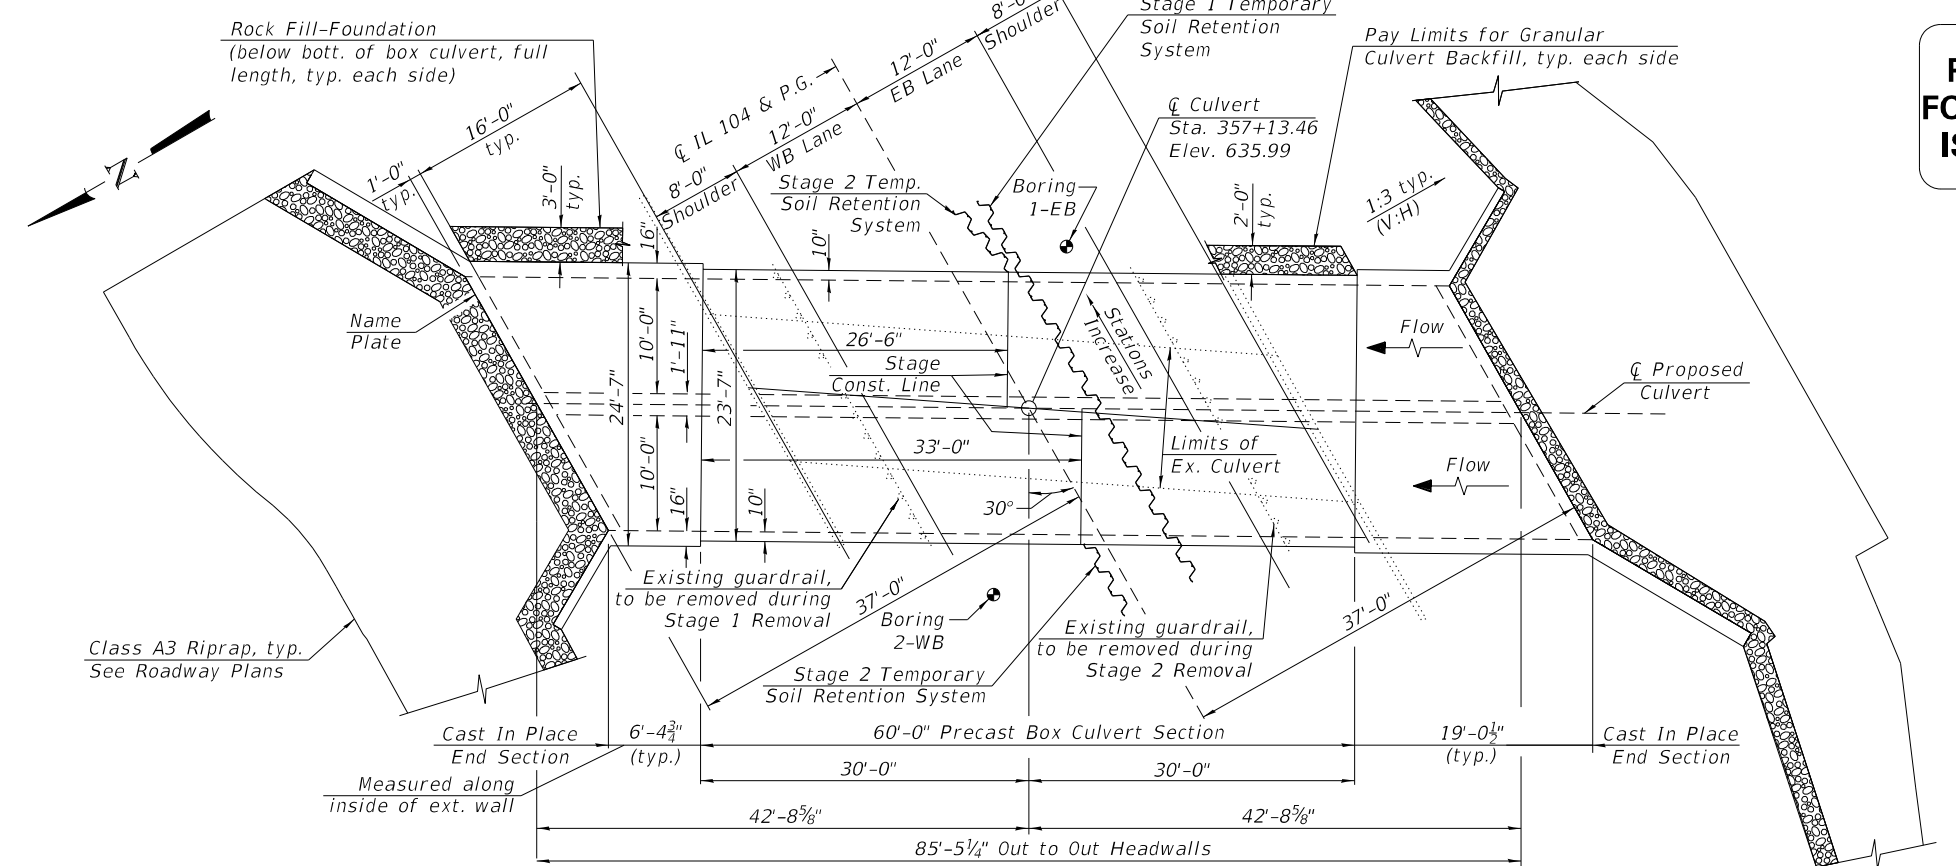 Rock Fill-Foundation
(below bott. of box culvert, full
length, typ. each side)
16'-0"
typ.
1'-0"
typ.
3'-0"
typ.
N
℄ IL 104 & P.G.
8'-0"
Shoulder
12'-0"
WB Lane
12'-0"
EB Lane
8'-0"
Shoulder
Stage 1 Temporary
Soil Retention
System
Pay Limits for Granular
Culvert Backfill, typ. each side
℄ Culvert
Sta. 357+13.46
Elev. 635.99
Stage 2 Temp.
Soil Retention
System
Boring
1-EB
2'-0"
typ.
1:3 typ.
(V:H)
16"
10"
Name
Plate
10'-0"
1'-11"
24'-7"
23'-7"
26'-6"
Stage
Const. Line
Stations
Increase
Flow
℄ Proposed
Culvert
10'-0"
16"
10"
33'-0"
30°
Limits of
Ex. Culvert
Flow
Existing guardrail,
to be removed during
Stage 1 Removal
37'-0"
Boring
2-WB
Stage 2 Temporary
Soil Retention System
Existing guardrail,
to be removed during
Stage 2 Removal
37'-0"
Class A3 Riprap, typ.
See Roadway Plans
Cast In Place
End Section
6'-4¾"
(typ.)
60'-0" Precast Box Culvert Section
19'-0½"
(typ.)
Cast In Place
End Section
Measured along
inside of ext. wall
30'-0"
30'-0"
42'-8⅝"
42'-8⅝"
85'-5¼" Out to Out Headwalls